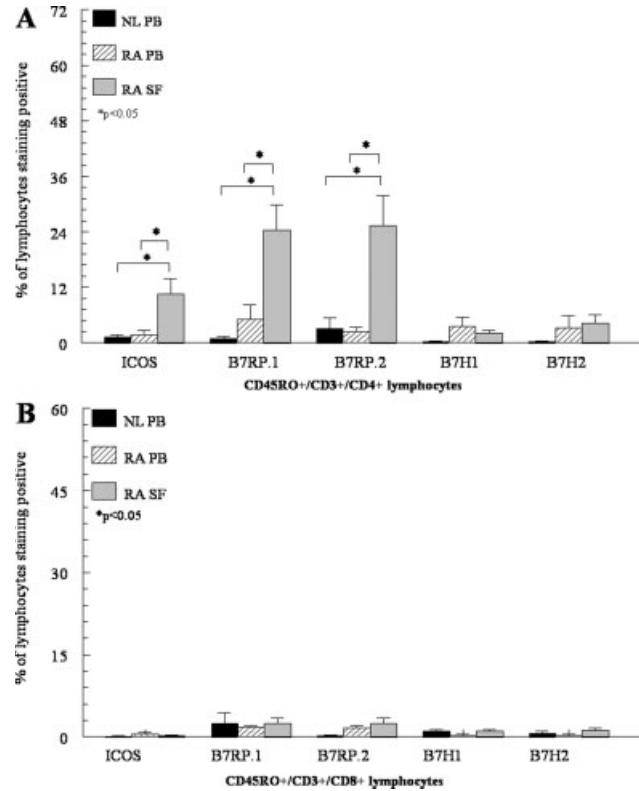 A
72
60
48
36
24
12
0
% of lymphocytes staining positive
NL PB
RA PB
RA SF
*p<0.05
*
*
*
*
*
*
ICOS B7RP.1 B7RP.2 B7H1 B7H2
CD45RO+/CD3+/CD4+ lymphocytes
B
60
45
30
15
0
% of lymphocytes staining positive
NL PB
RA PB
RA SF
*p<0.05
ICOS B7RP.1 B7RP.2 B7H1 B7H2
CD45RO+/CD3+/CD8+ lymphocytes